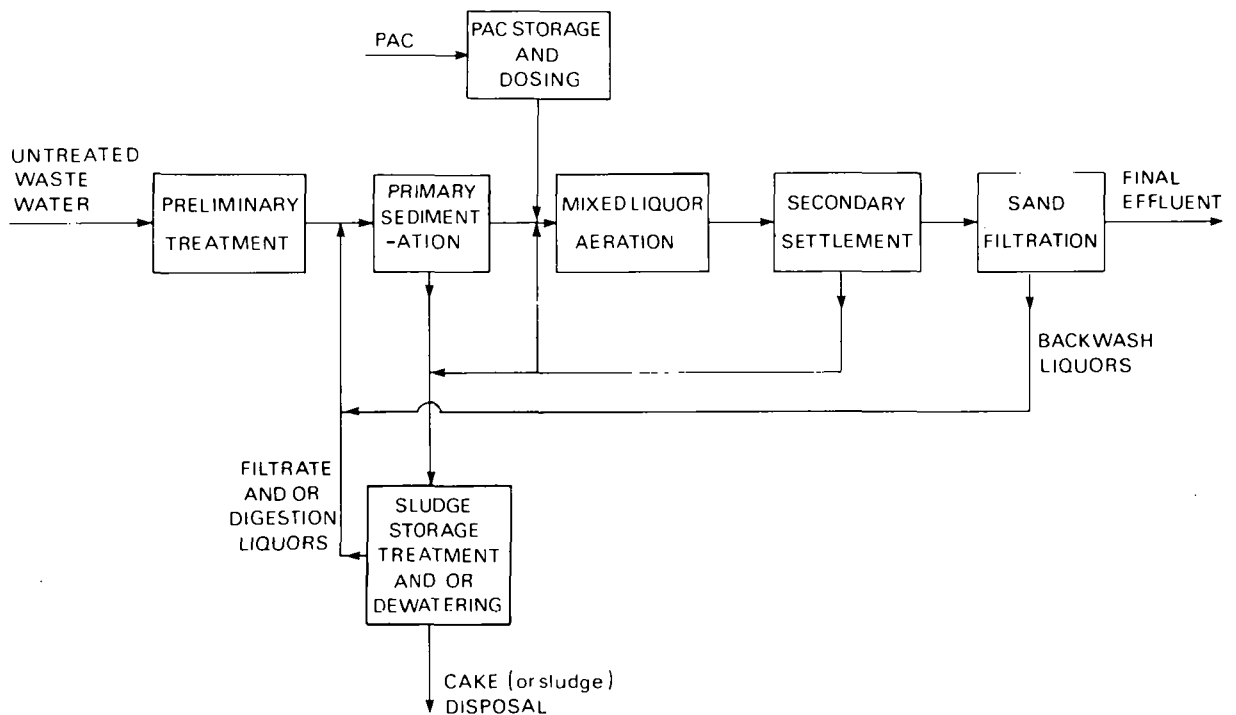 PAC
PAC STORAGE
AND
DOSING
UNTREATED
WASTE
WATER
PRELIMINARY
TREATMENT
PRIMARY
SEDIMENT
-ATION
MIXED LIQUOR
AERATION
SECONDARY
SETTLEMENT
SAND
FILTRATION
FINAL
EFFLUENT
BACKWASH
LIQUORS
FILTRATE
AND OR
DIGESTION
LIQUORS
SLUDGE
STORAGE
TREATMENT
AND OR
DEWATERING
CAKE (or sludge)
DISPOSAL